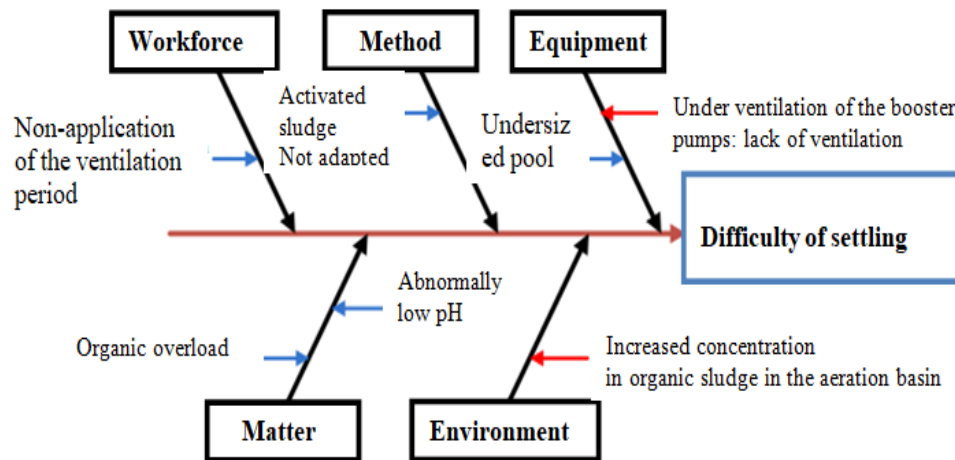 Workforce
Method
Equipment
Non-application
of the ventilation
period
Activated
sludge
Not adapted
Undersiz
ed pool
Under ventilation of the booster
pumps: lack of ventilation
Difficulty of settling
Organic overload
Abnormally
low pH
Increased concentration
in organic sludge in the aeration basin
Matter
Environment